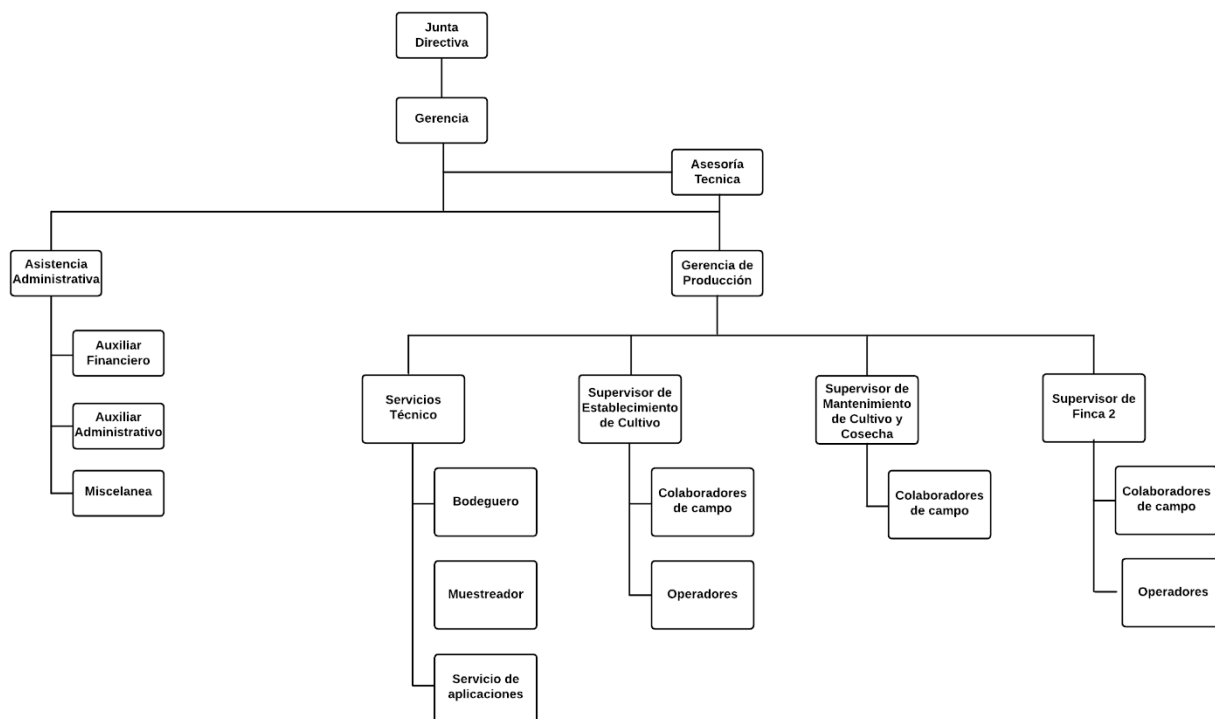 Junta
Directiva
Gerencia
Asesoría
Tecnica
Asistencia
Administrativa
Gerencia de
Producción
Auxiliar
Financiero
Auxiliar
Administrativo
Miscelanea
Servicios
Técnico
Supervisor de
Establecimiento
de Cultivo
Supervisor de
Mantenimiento
de Cultivo y
Cosecha
Supervisor de
Finca 2
Bodeguero
Muestreador
Servicio de
aplicaciones
Colaboradores
de campo
Operadores
Colaboradores
de campo
Colaboradores
de campo
Operadores